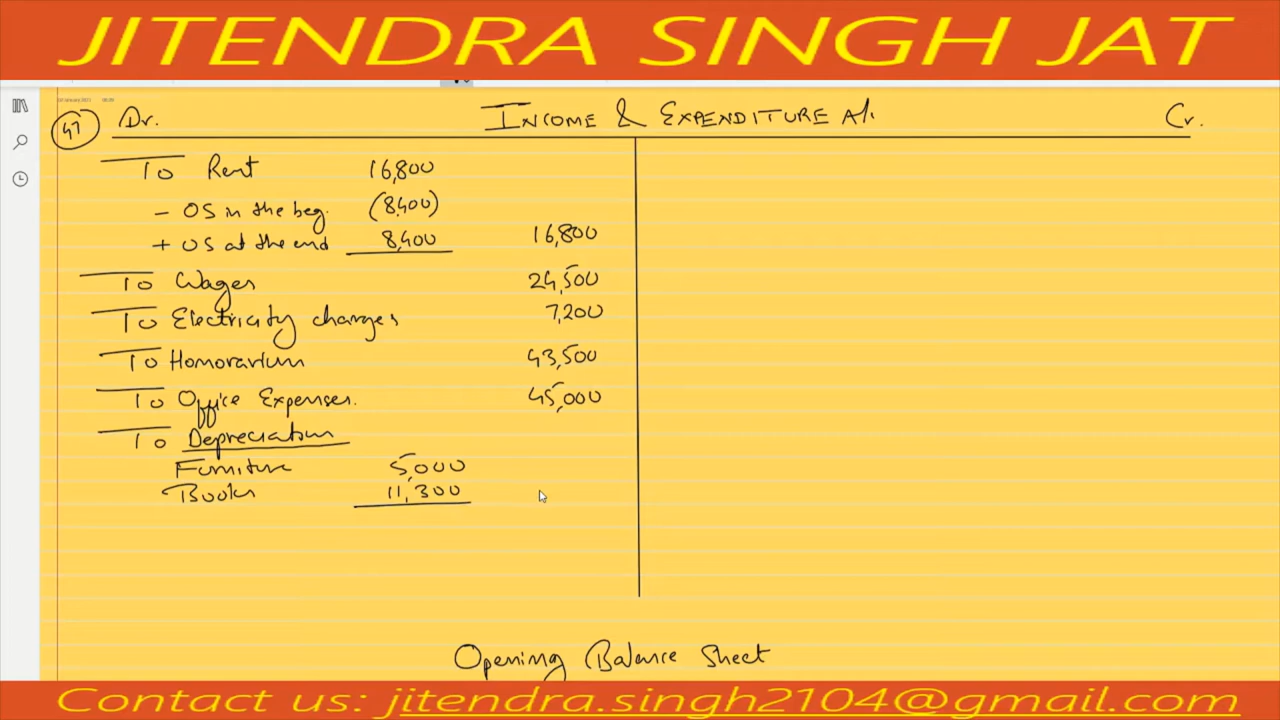 JITENDRA SINGH JAT
47 Dr. INCOME & EXPENDITURE A/c Cr.
To Rent 16,800
- OS in the beg. (8,400)
+ OS at the end 8,400 16,800
To Wages 24,500
To Electricity charges 7,200
To Homorarium 43,500
To Office Expenses. 45,000
To Depreciation
Furniture 5,000
Books 11,300
Opening Balance Sheet
Contact us: jitendra.singh2104@gmail.com